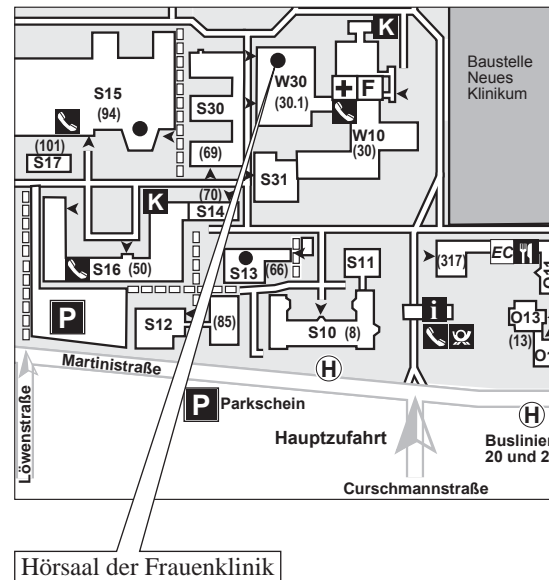 K
Baustelle
Neues
Klinikum
S15
(94)
W30
(30.1)
F
S30
W10
(30)
(101)
S17
(69)
S31
(70)
K
S14
S16 (50)
S13 (66)
S11
(317)
EC
P
S12
(85)
S10 (8)
i
O13
(13)
Martinistraße
H
Löwenstraße
P Parkschein
Hauptzufahrt
H
Buslinien
20 und 2
Curschmannstraße
Hörsaal der Frauenklinik